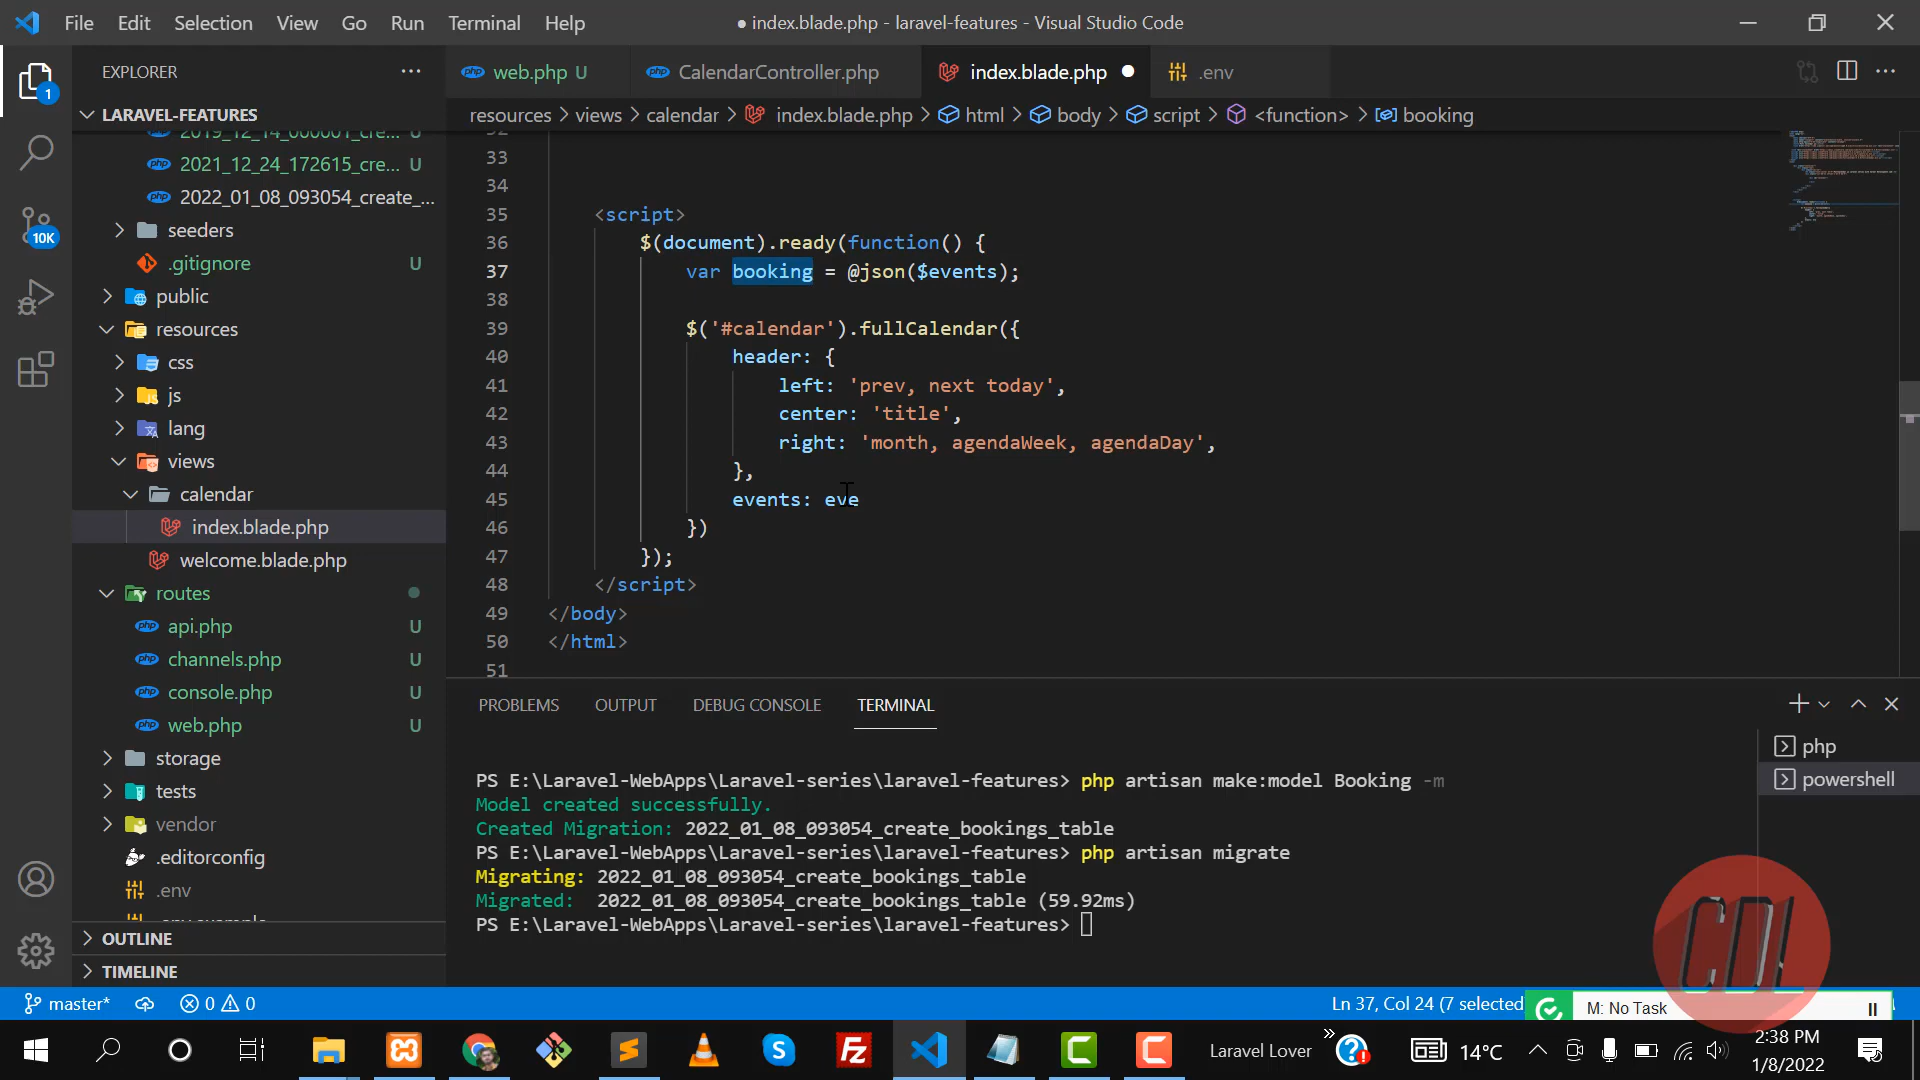 File Edit Selection View Go Run Terminal Help
● index.blade.php - laravel-features - Visual Studio Code
EXPLORER
web.php U
CalendarController.php
index.blade.php
.env
resources > views > calendar > index.blade.php > html > body > script > <function> > booking
LARAVEL-FEATURES
2019_12_14_000001_cre... U
2021_12_24_172615_cre... U
2022_01_08_093054_create_...
seeders
.gitignore U
public
resources
css
js
lang
views
calendar
index.blade.php
welcome.blade.php
routes
api.php U
channels.php U
console.php U
web.php U
storage
tests
vendor
.editorconfig
.env
.env.example
OUTLINE
TIMELINE
1
10K
32
33
34
35 <script>
36 $(document).ready(function() {
37 var booking = @json($events);
38
39 $('#calendar').fullCalendar({
40 header: {
41 left: 'prev, next today',
42 center: 'title',
43 right: 'month, agendaWeek, agendaDay',
44 },
45 events: eve
46 })
47 });
48 </script>
49 </body>
50 </html>
51
PROBLEMS OUTPUT DEBUG CONSOLE TERMINAL
PS E:\Laravel-WebApps\Laravel-series\laravel-features> php artisan make:model Booking -m
Model created successfully.
Created Migration: 2022_01_08_093054_create_bookings_table
PS E:\Laravel-WebApps\Laravel-series\laravel-features> php artisan migrate
Migrating: 2022_01_08_093054_create_bookings_table
Migrated: 2022_01_08_093054_create_bookings_table (59.92ms)
PS E:\Laravel-WebApps\Laravel-series\laravel-features>
php
powershell
CDL
master*
0 0
Ln 37, Col 24 (7 selected
M: No Task
Laravel Lover
14°C
2:38 PM
1/8/2022